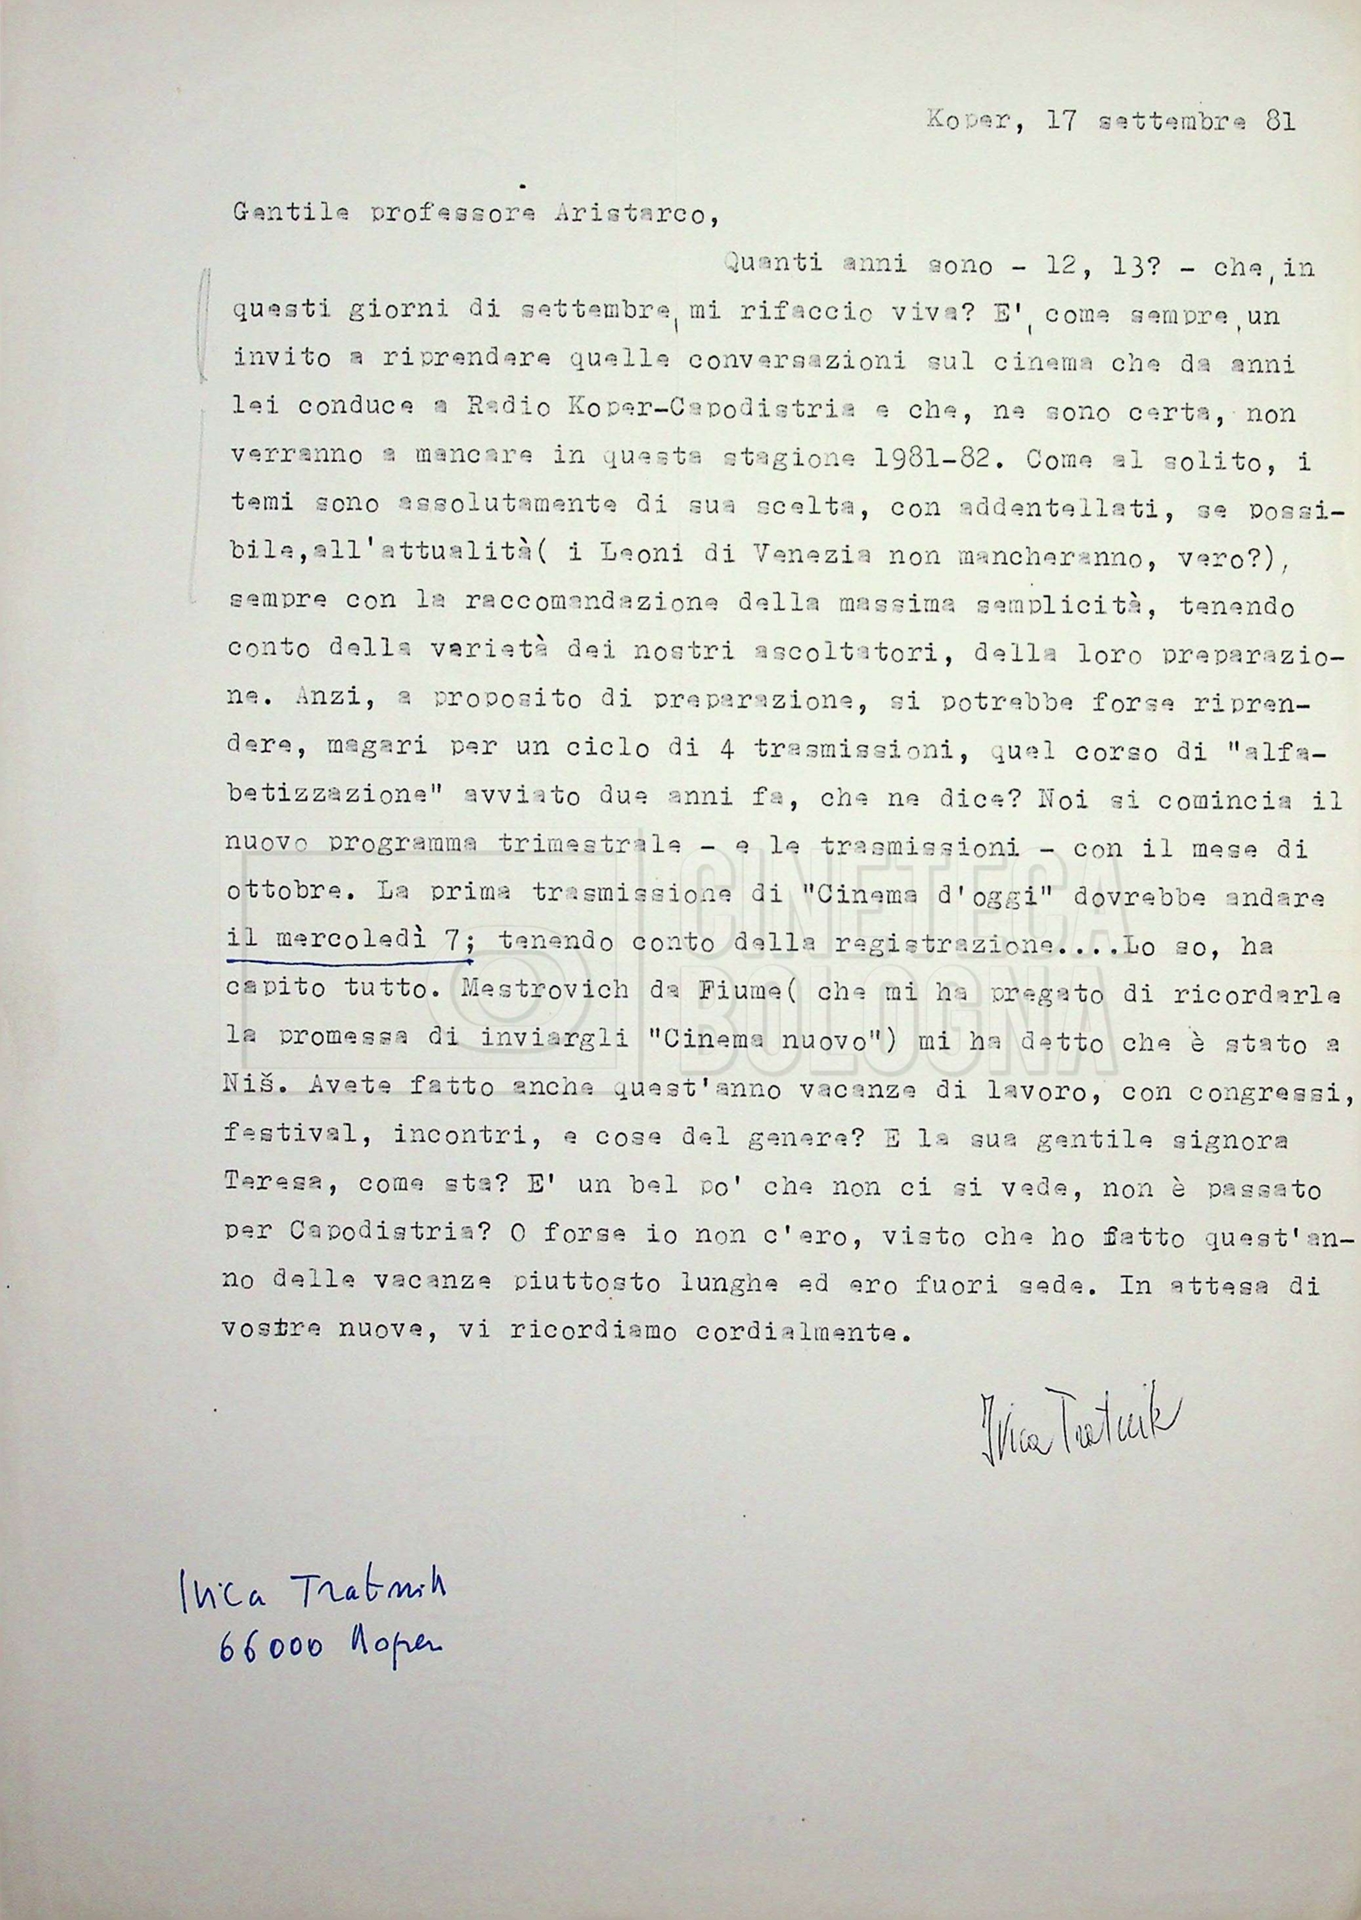 Koper, 17 settembre 81
Gentile professore Aristarco,
Quanti anni sono - 12, 13? - che, in
questi giorni di settembre, mi rifaccio viva? E', come sempre, un
invito a riprendere quelle conversazioni sul cinema che da anni
lei conduce a Radio Koper-Capodistria e che, ne sono certa, non
verranno a mancare in questa stagione 1981-82. Come al solito, i
temi sono assolutamente di sua scelta, con addentellati, se possi-
bile, all'attualità( i Leoni di Venezia non mancheranno, vero?),
sempre con la raccomandazione della massima semplicità, tenendo
conto della varietà dei nostri ascoltatori, della loro preparazio-
ne. Anzi, a proposito di preparazione, si potrebbe forse ripren-
dere, magari per un ciclo di 4 trasmissioni, quel corso di "alfa-
betizzazione" avviato due anni fa, che ne dice? Noi si comincia il
nuovo programma trimestrale - e le trasmissioni - con il mese di
ottobre. La prima trasmissione di "Cinema d'oggi" dovrebbe andare
il mercoledì 7; tenendo conto della registrazione....Lo so, ha
capito tutto. Mestrovich da Fiume( che mi ha pregato di ricordarle
la promessa di inviargli "Cinema nuovo") mi ha detto che è stato a
Niš. Avete fatto anche quest'anno vacanze di lavoro, con congressi,
festival, incontri, e cose del genere? E la sua gentile signora
Teresa, come sta? E' un bel po' che non ci si vede, non è passato
per Capodistria? O forse io non c'ero, visto che ho fatto quest'an-
no delle vacanze piuttosto lunghe ed ero fuori sede. In attesa di
vostre nuove, vi ricordiamo cordialmente.
Ivica Tratnik
Ivica Tratnik
66000 Koper
CINETECA
BOLOGNA